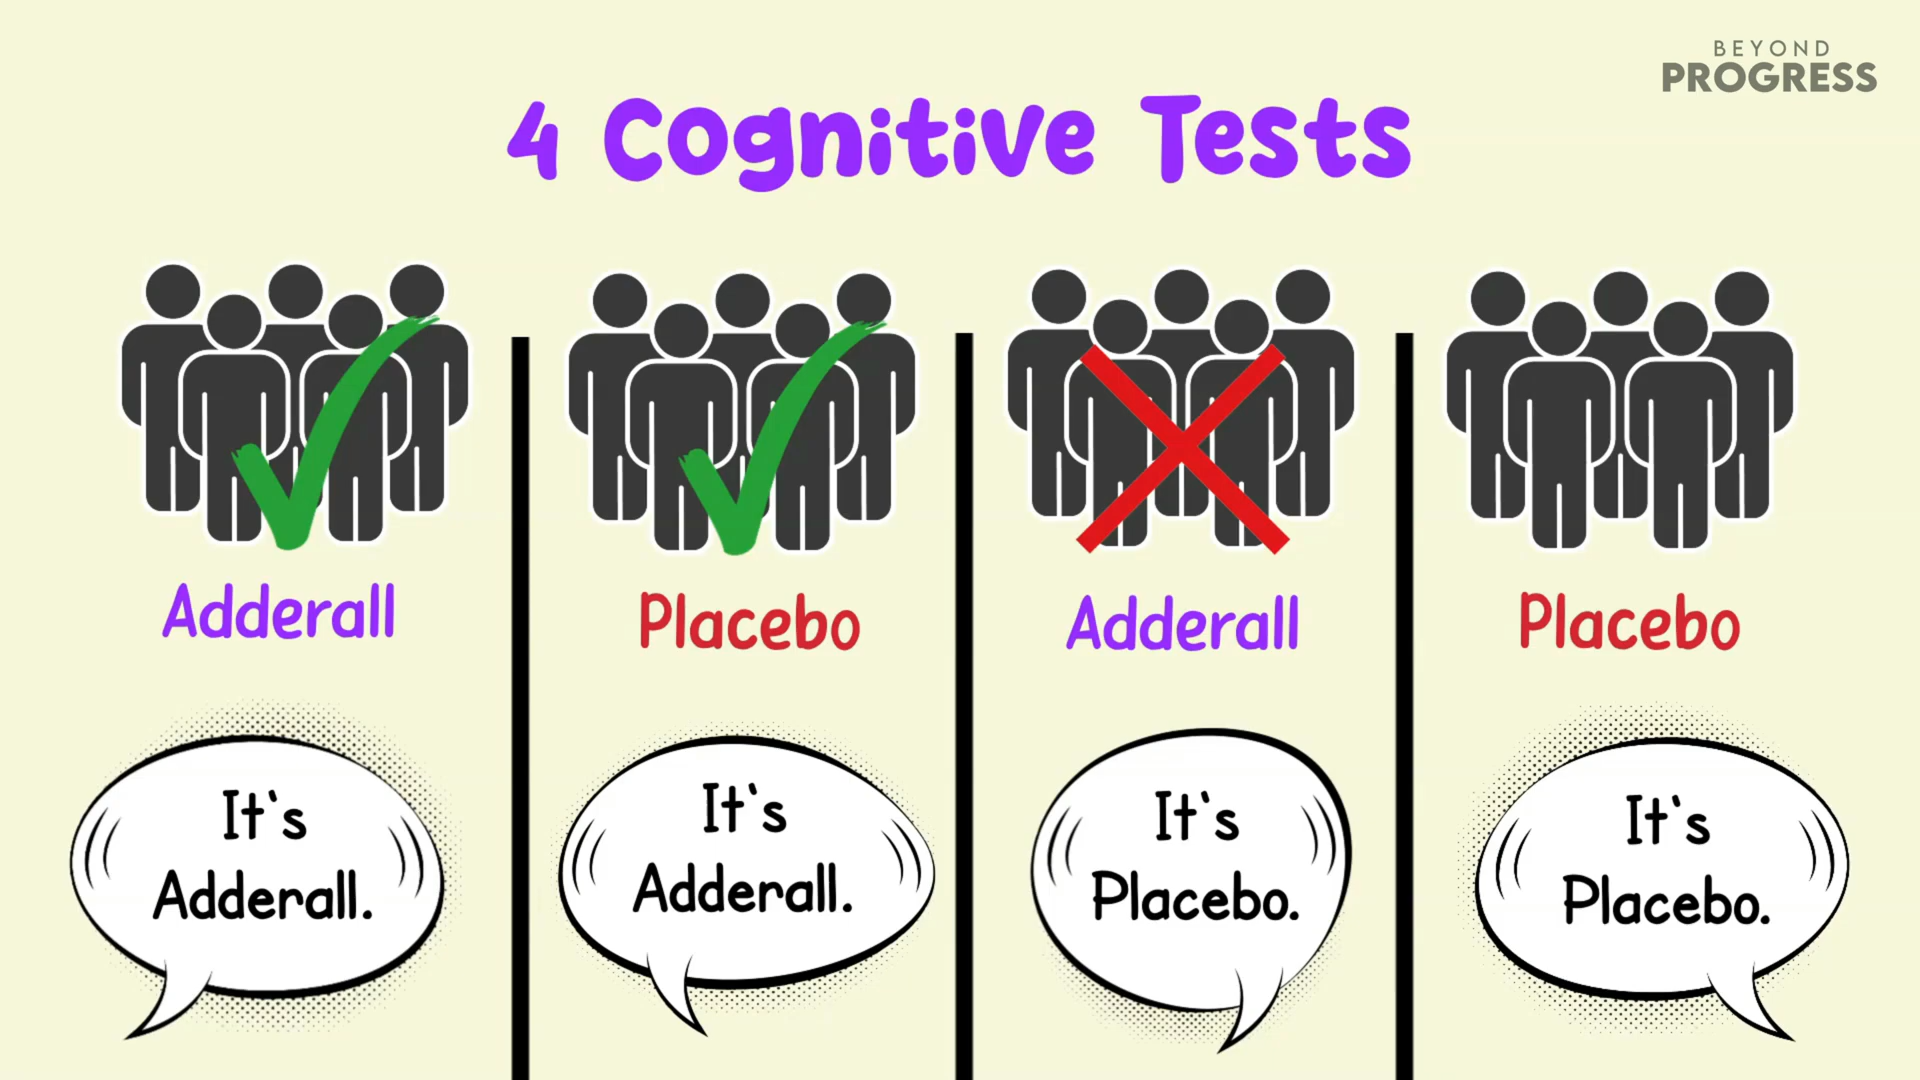 BEYOND
PROGRESS
4 Cognitive Tests
Adderall
Placebo
Adderall
Placebo
It's
Adderall.
It's
Adderall.
It's
Placebo.
It's
Placebo.